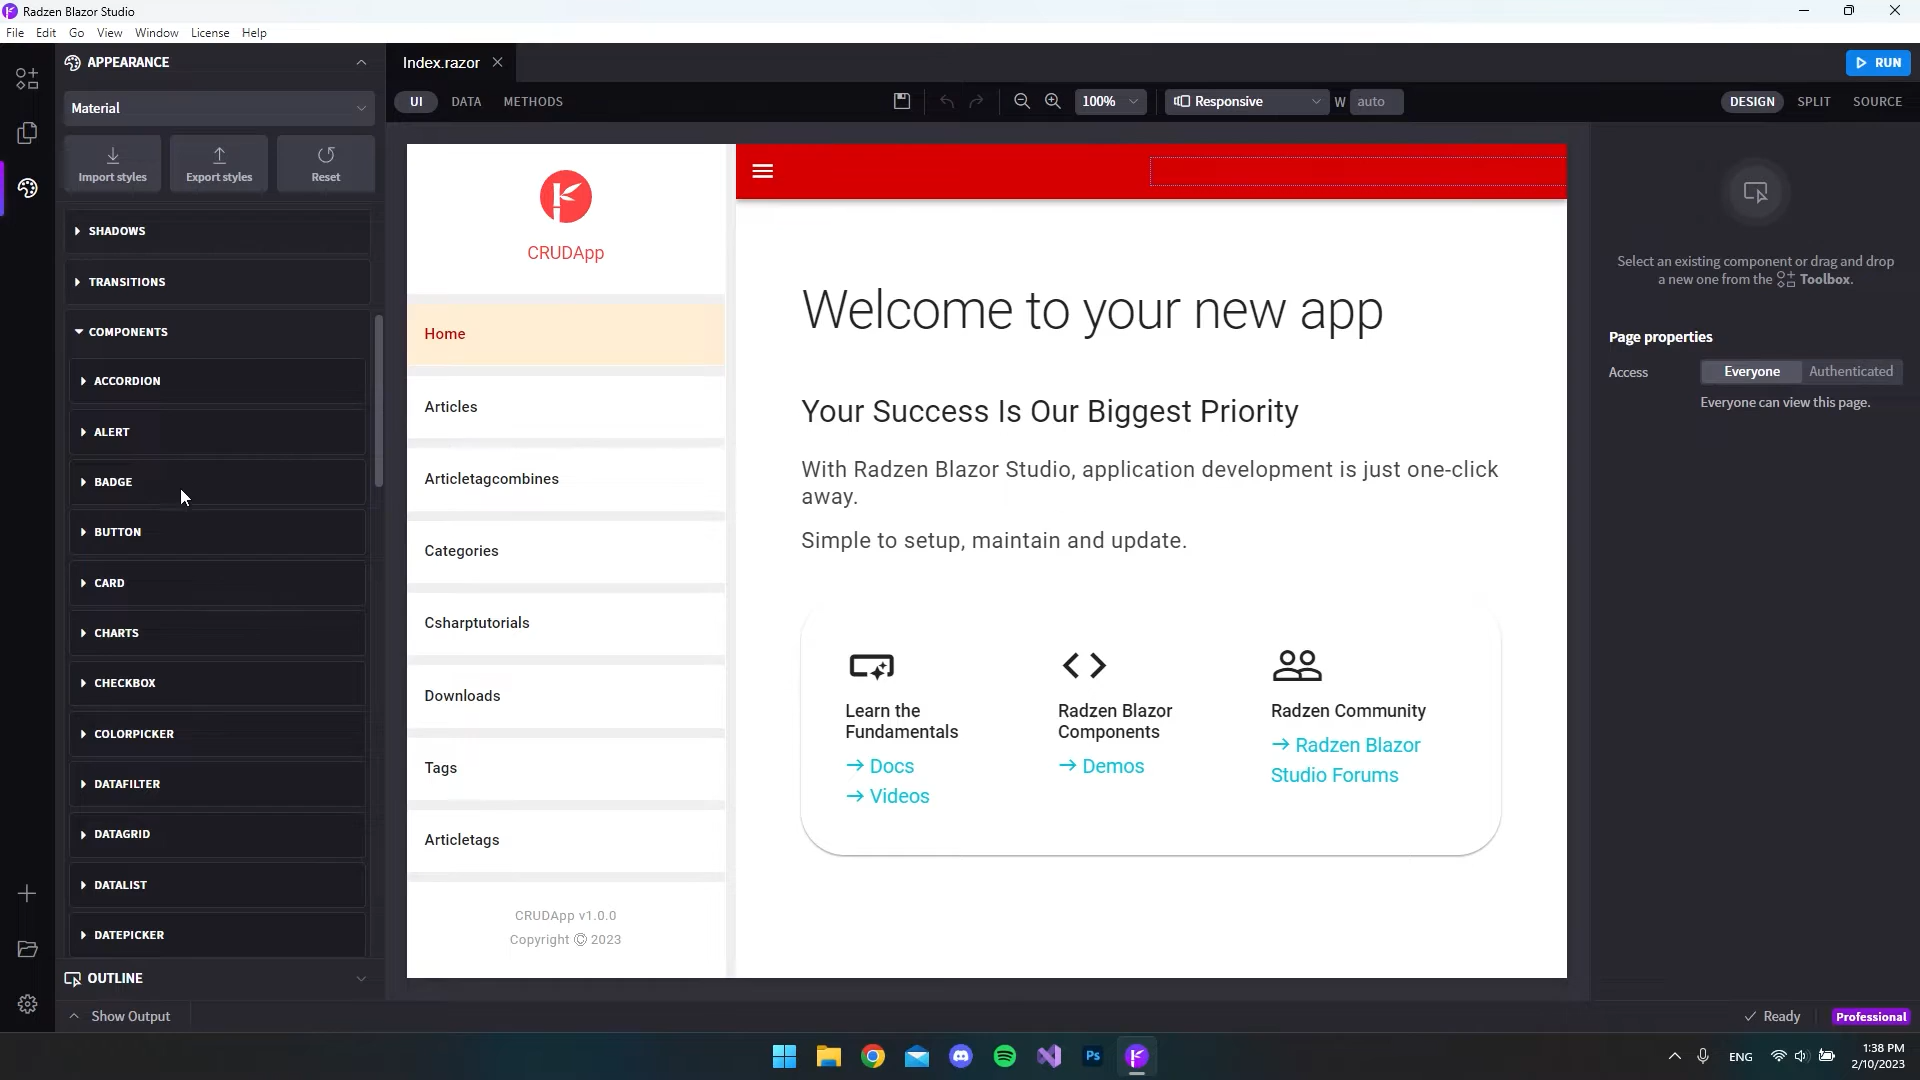 Radzen Blazor Studio
File Edit Go View Window License Help
APPEARANCE
Material
Import styles
Export styles
Reset
SHADOWS
TRANSITIONS
COMPONENTS
ACCORDION
ALERT
BADGE
BUTTON
CARD
CHARTS
CHECKBOX
COLORPICKER
DATAFILTER
DATAGRID
DATALIST
DATEPICKER
OUTLINE
Show Output
Index.razor
RUN
UI DATA METHODS
100%
Responsive
W auto
DESIGN SPLIT SOURCE
CRUDApp
Home
Articles
Articletagcombines
Categories
Csharptutorials
Downloads
Tags
Articletags
CRUDApp v1.0.0
Copyright © 2023
Welcome to your new app
Your Success Is Our Biggest Priority
With Radzen Blazor Studio, application development is just one-click
away.
Simple to setup, maintain and update.
Learn the
Fundamentals
→ Docs
→ Videos
Radzen Blazor
Components
→ Demos
Radzen Community
→ Radzen Blazor
Studio Forums
Select an existing component or drag and drop
a new one from the Toolbox.
Page properties
Access
Everyone
Authenticated
Everyone can view this page.
Ready
Professional
Ps
ENG
1:38 PM
2/10/2023